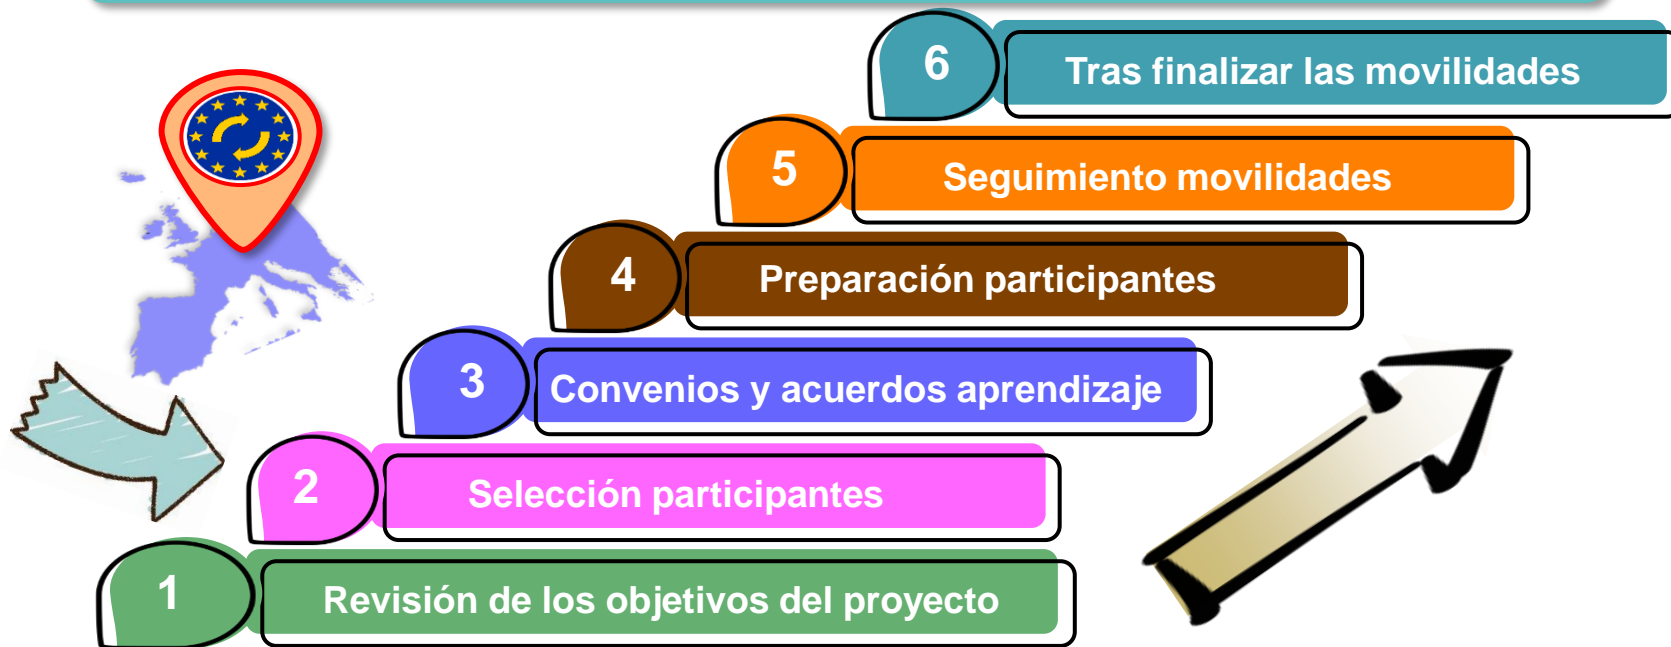 6 Tras finalizar las movilidades
5 Seguimiento movilidades
4 Preparación participantes
3 Convenios y acuerdos aprendizaje
2 Selección participantes
1 Revisión de los objetivos del proyecto